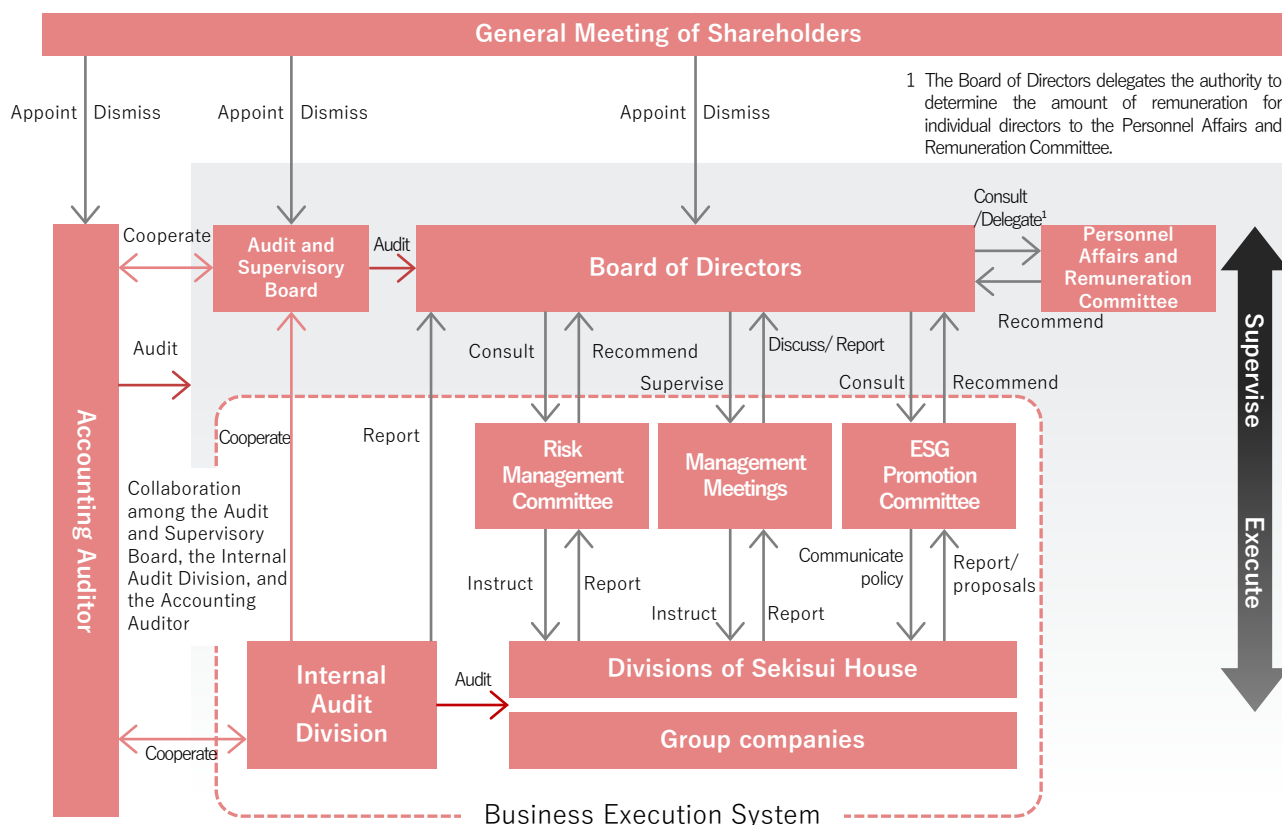 General Meeting of Shareholders
Appoint Dismiss
Appoint Dismiss
Appoint Dismiss
1 The Board of Directors delegates the authority to
determine the amount of remuneration for
individual directors to the Personnel Affairs and
Remuneration Committee.
Cooperate
Audit and
Supervisory
Board
Audit
Board of Directors
Consult
/Delegate¹
Personnel
Affairs and
Remuneration
Committee
Recommend
Audit
Consult
Recommend
Supervise
Discuss/ Report
Consult
Recommend
Supervise
Execute
Accounting Auditor
Cooperate
Report
Risk
Management
Committee
Management
Meetings
ESG
Promotion
Committee
Collaboration
among the Audit
and Supervisory
Board, the Internal
Audit Division, and
the Accounting
Auditor
Instruct
Report
Instruct
Report
Communicate
policy
Report/
proposals
Internal
Audit
Division
Audit
Divisions of Sekisui House
Group companies
Cooperate
Business Execution System